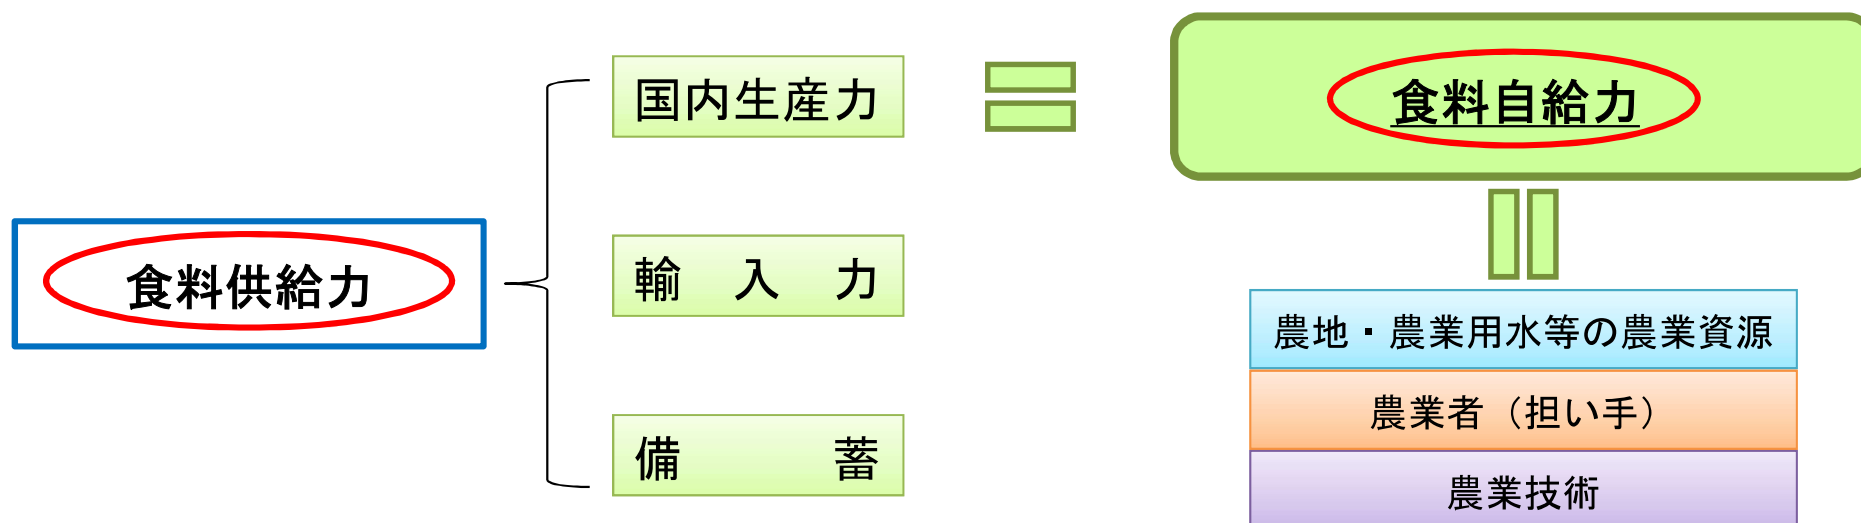 食料供給力
国内生産力
輸入力
備蓄
食料自給力
農地・農業用水等の農業資源
農業者（担い手）
農業技術